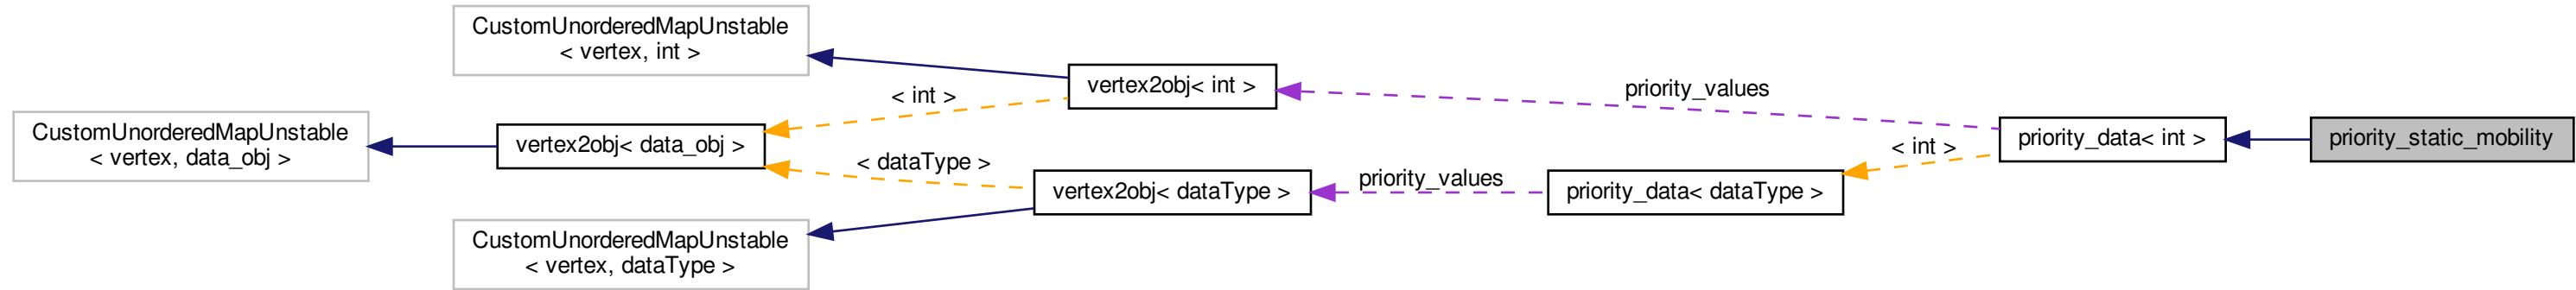 CustomUnorderedMapUnstable
< vertex, int >
CustomUnorderedMapUnstable
< vertex, data_obj >
vertex2obj< data_obj >
CustomUnorderedMapUnstable
< vertex, dataType >
< int >
< dataType >
vertex2obj< int >
vertex2obj< dataType >
priority_values
priority_values
priority_data< dataType >
< int >
priority_data< int >
priority_static_mobility